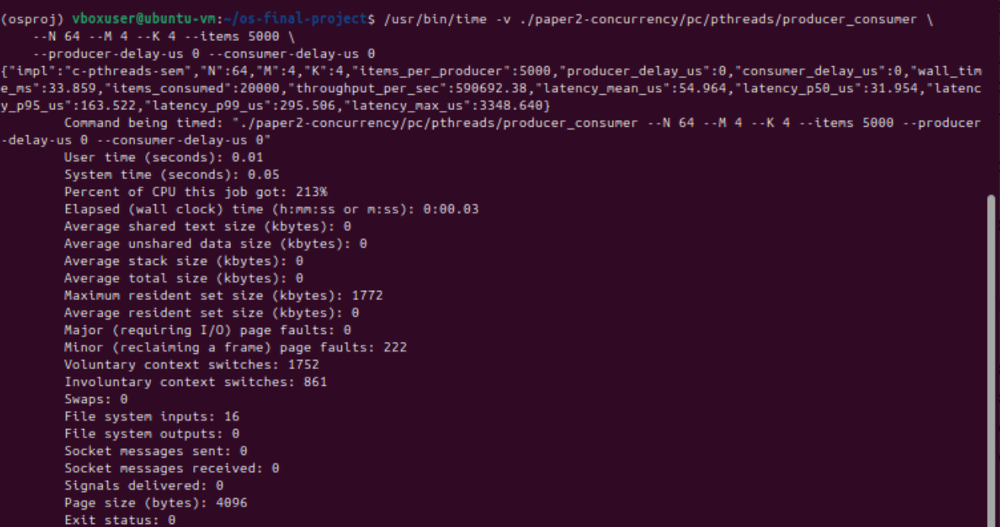 (osproj) vboxuser@ubuntu-vm:~/os-final-project$ /usr/bin/time -v ./paper2-concurrency/pc/pthreads/producer_consumer \
    --N 64 --M 4 --K 4 --items 5000 \
    --producer-delay-us 0 --consumer-delay-us 0
{"impl":"c-pthreads-sem","N":64,"M":4,"K":4,"items_per_producer":5000,"producer_delay_us":0,"consumer_delay_us":0,"wall_tim
e_ms":33.859,"items_consumed":20000,"throughput_per_sec":590692.38,"latency_mean_us":54.964,"latency_p50_us":31.954,"latenc
y_p95_us":163.522,"latency_p99_us":295.506,"latency_max_us":3348.640}
        Command being timed: "./paper2-concurrency/pc/pthreads/producer_consumer --N 64 --M 4 --K 4 --items 5000 --producer
-delay-us 0 --consumer-delay-us 0"
        User time (seconds): 0.01
        System time (seconds): 0.05
        Percent of CPU this job got: 213%
        Elapsed (wall clock) time (h:mm:ss or m:ss): 0:00.03
        Average shared text size (kbytes): 0
        Average unshared data size (kbytes): 0
        Average stack size (kbytes): 0
        Average total size (kbytes): 0
        Maximum resident set size (kbytes): 1772
        Average resident set size (kbytes): 0
        Major (requiring I/O) page faults: 0
        Minor (reclaiming a frame) page faults: 222
        Voluntary context switches: 1752
        Involuntary context switches: 861
        Swaps: 0
        File system inputs: 16
        File system outputs: 0
        Socket messages sent: 0
        Socket messages received: 0
        Signals delivered: 0
        Page size (bytes): 4096
        Exit status: 0